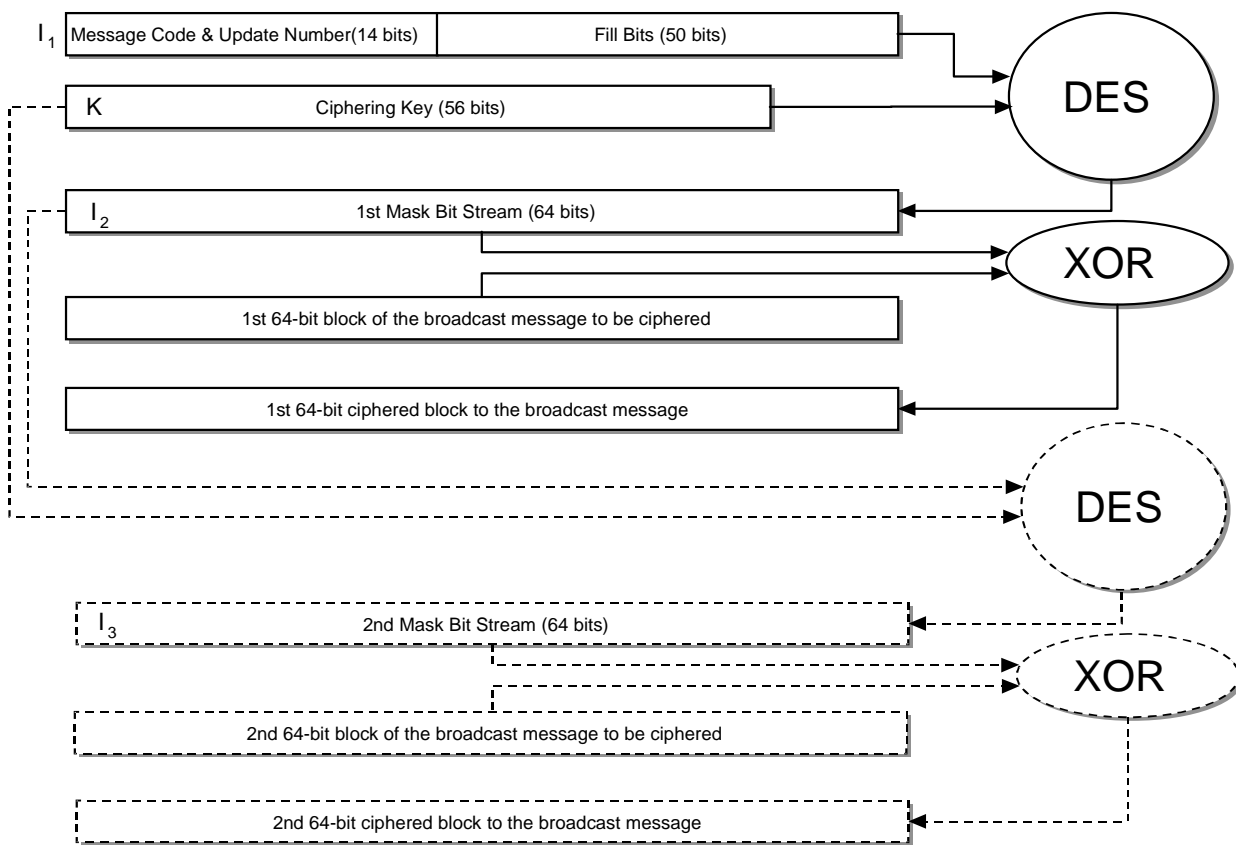 I1 Message Code & Update Number(14 bits) Fill Bits (50 bits)
DES
K Ciphering Key (56 bits)
I2 1st Mask Bit Stream (64 bits)
XOR
1st 64-bit block of the broadcast message to be ciphered
1st 64-bit ciphered block to the broadcast message
DES
I3 2nd Mask Bit Stream (64 bits)
XOR
2nd 64-bit block of the broadcast message to be ciphered
2nd 64-bit ciphered block to the broadcast message